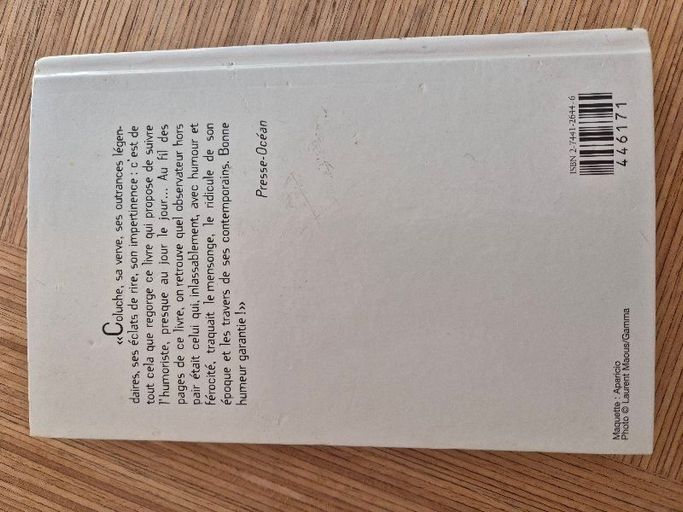 «Coluche, sa verve, ses outrances légen-
daires, ses éclats de rire, son impertinence : c'est de
tout cela que regorge ce livre qui propose de suivre
l'humoriste, presque au jour le jour... Au fil des
pages de ce livre, on retrouve quel observateur hors
pair était celui qui, inlassablement, avec humour et
férocité, traquait le mensonge, le ridicule de son
époque et les travers de ses contemporains. Bonne
humeur garantie !»
Presse-Océan
ISBN 2-7441-2644-6
446171
Maquette : Aparicio
Photo © Laurent Maous/Gamma